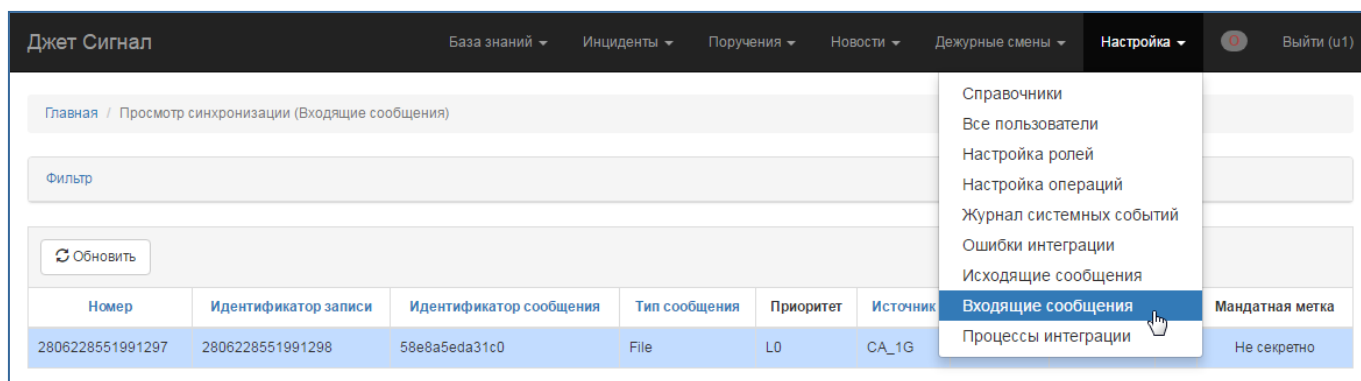 Джет Сигнал База знаний Инциденты Поручения Новости Дежурные смены Настройка 0 Выйти (u1)
Главная / Просмотр синхронизации (Входящие сообщения)
Фильтр
Справочники
Все пользователи
Настройка ролей
Настройка операций
Журнал системных событий
Ошибки интеграции
Исходящие сообщения
Входящие сообщения
Процессы интеграции
Обновить
Номер Идентификатор записи Идентификатор сообщения Тип сообщения Приоритет Источник Мандатная метка
2806228551991297 2806228551991298 58e8a5eda31c0 File L0 CA_1G Не секретно